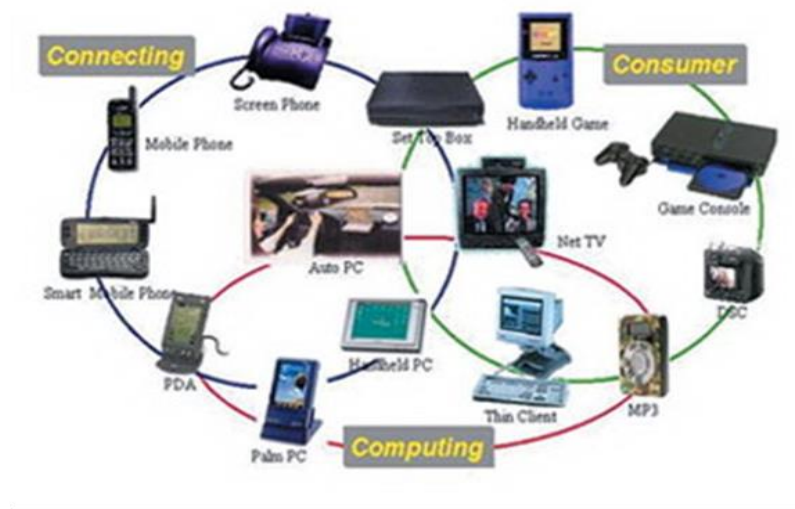 Connecting
Consumer
Screen Phone
Handheld Game
Mobile Phone
Set Top Box
Game Console
Net TV
Auto PC
Smart Mobile Phone
DSC
Handheld PC
PDA
Thin Client
MP3
Palm PC
Computing